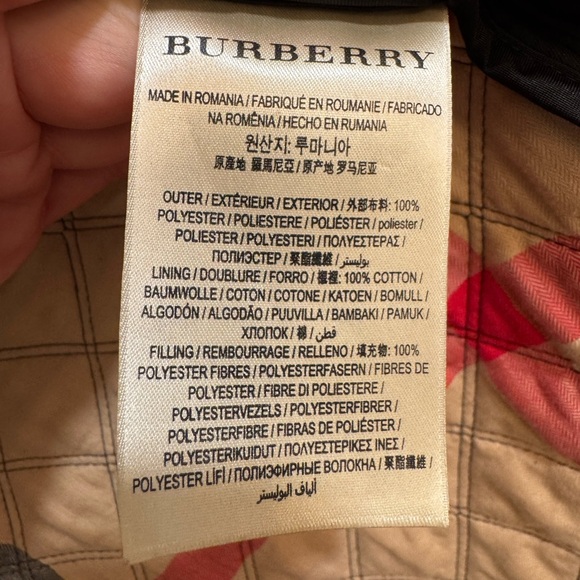 BURBERRY
MADE IN ROMANIA / FABRIQUÉ EN ROUMANIE / FABRICADO
NA ROMÊNIA / HECHO EN RUMANIA
원산지: 루마니아
原產地 羅馬尼亞 / 原产地 罗马尼亚
OUTER / EXTÉRIEUR / EXTERIOR / 外部布料: 100%
POLYESTER / POLIESTERE / POLIÉSTER / poliester /
POLIESTER / POLYESTERI / ΠΟΛΥΕΣΤΕΡΑΣ /
ПОЛИЭСТЕР / 聚酯纖維 / بوليستر
LINING / DOUBLURE / FORRO / 襯裡: 100% COTTON /
BAUMWOLLE / COTON / COTONE / KATOEN / BOMULL /
ALGODÓN / ALGODÃO / PUUVILLA / BAMBAKI / PAMUK /
ХЛОПОК / 棉 / قطن
FILLING / REMBOURRAGE / RELLENO / 填充物: 100%
POLYESTER FIBRES / POLYESTERFASERN / FIBRES DE
POLYESTER / FIBRE DI POLIESTERE /
POLYESTERVEZELS / POLYESTERFIBRER /
POLYESTERFIBRE / FIBRAS DE POLIÉSTER /
POLYESTERIKUIDUT / ΠΟΛΥΕΣΤΕΡΙΚΕΣ ΙΝΕΣ /
POLYESTER LİFİ / ПОЛИЭФИРНЫЕ ВОЛОКНА / 聚酯纖維 /
ألياف البوليستر